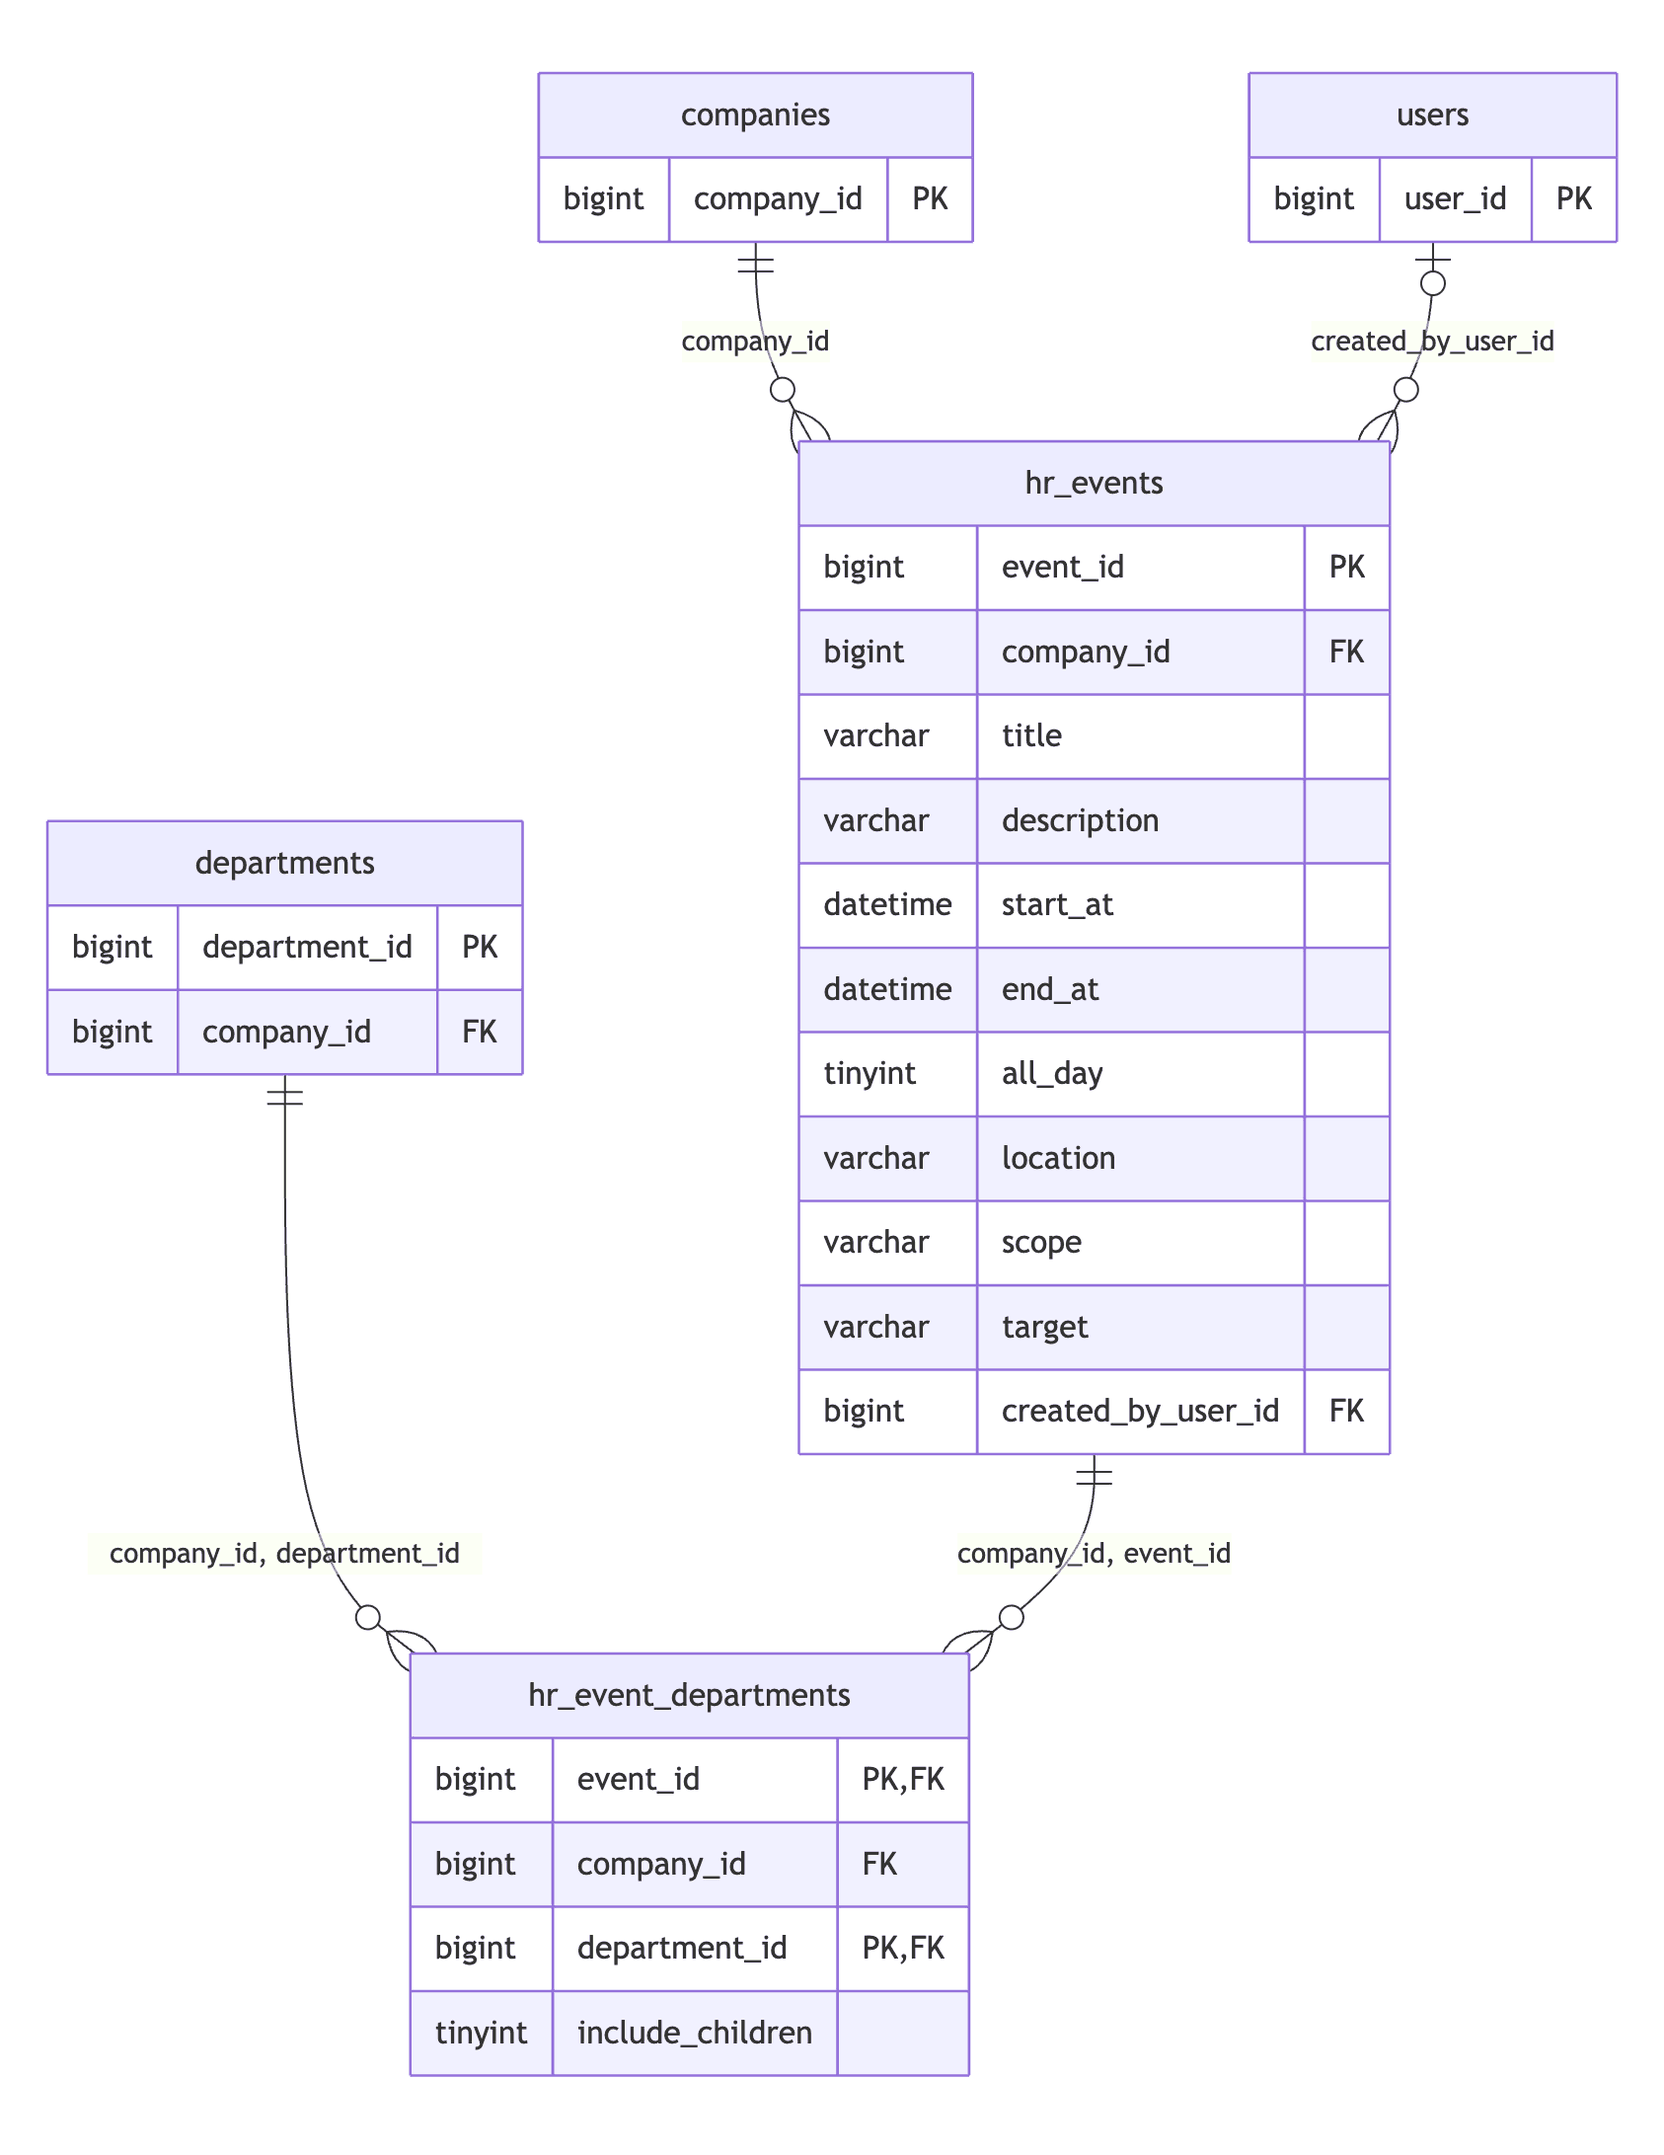 companies
bigint company_id PK
users
bigint user_id PK
company_id
created_by_user_id
hr_events
bigint event_id PK
bigint company_id FK
varchar title
varchar description
datetime start_at
datetime end_at
tinyint all_day
varchar location
varchar scope
varchar target
bigint created_by_user_id FK
departments
bigint department_id PK
bigint company_id FK
company_id, department_id
company_id, event_id
hr_event_departments
bigint event_id PK,FK
bigint company_id FK
bigint department_id PK,FK
tinyint include_children